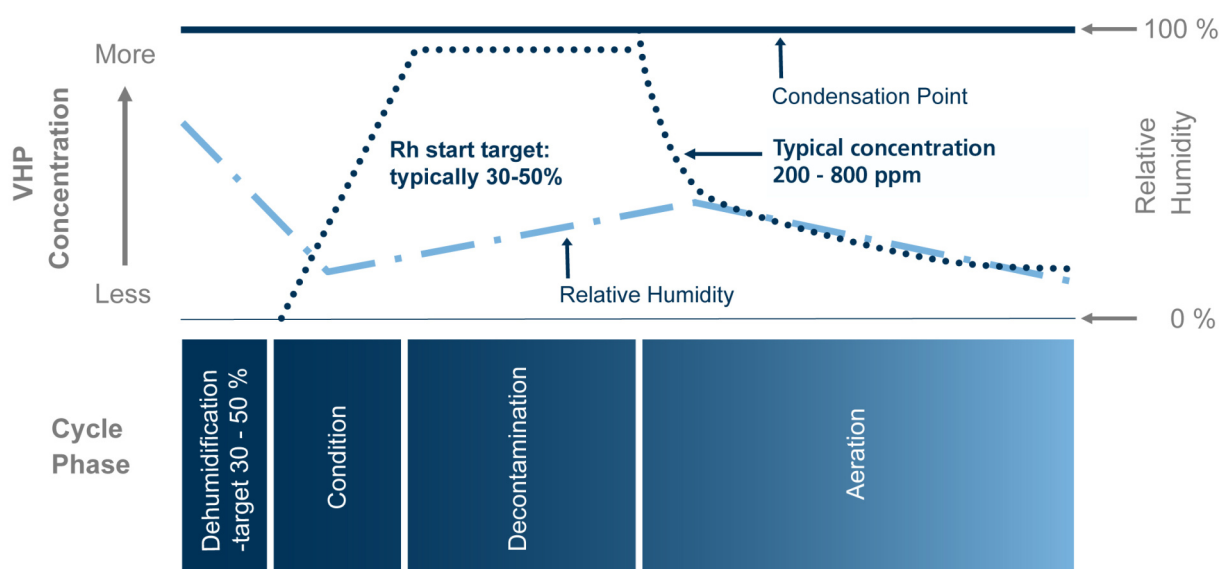 More
100 %
Condensation Point
VHP
Concentration
Rh start target:
typically 30-50%
Typical concentration
200 - 800 ppm
Relative
Humidity
Less
Relative Humidity
0 %
Cycle
Phase
Dehumidification
-target 30 - 50 %
Condition
Decontamination
Aeration